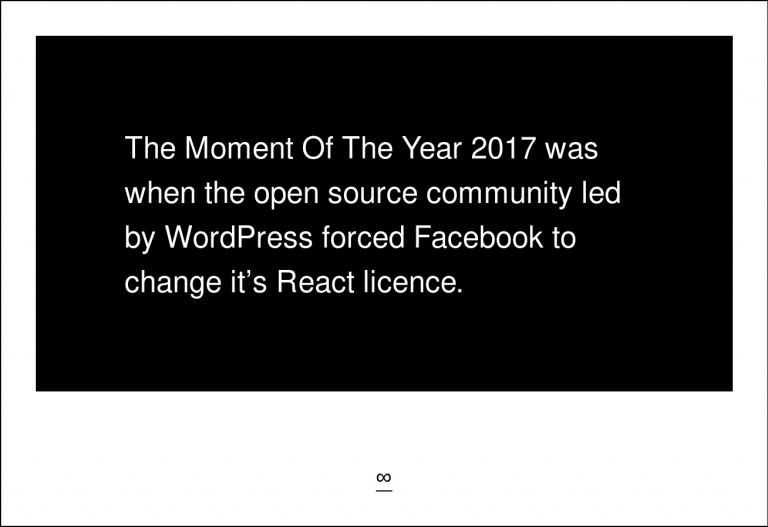 The Moment Of The Year 2017 was
when the open source community led
by WordPress forced Facebook to
change it’s React licence.
∞